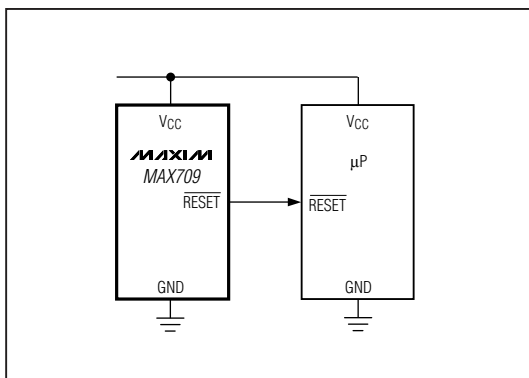 VCC
MAXIM
MAX709
RESET
GND
VCC
µP
RESET
GND